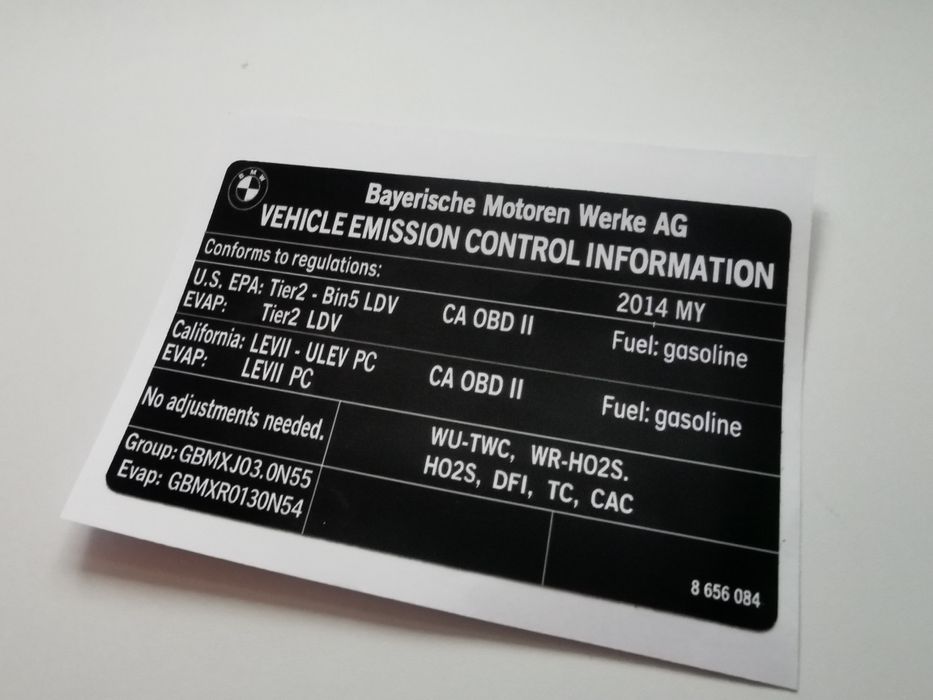 BMW
Bayerische Motoren Werke AG
VEHICLE EMISSION CONTROL INFORMATION
Conforms to regulations: 2014 MY
U.S. EPA: Tier2 - Bin5 LDV CA OBD II Fuel: gasoline
EVAP: Tier2 LDV
California: LEVII - ULEV PC CA OBD II Fuel: gasoline
EVAP: LEVII PC
No adjustments needed.
WU-TWC, WR-HO2S.
HO2S, DFI, TC, CAC
Group: GBMXJ03.0N55
Evap: GBMXR0130N54
8 656 084